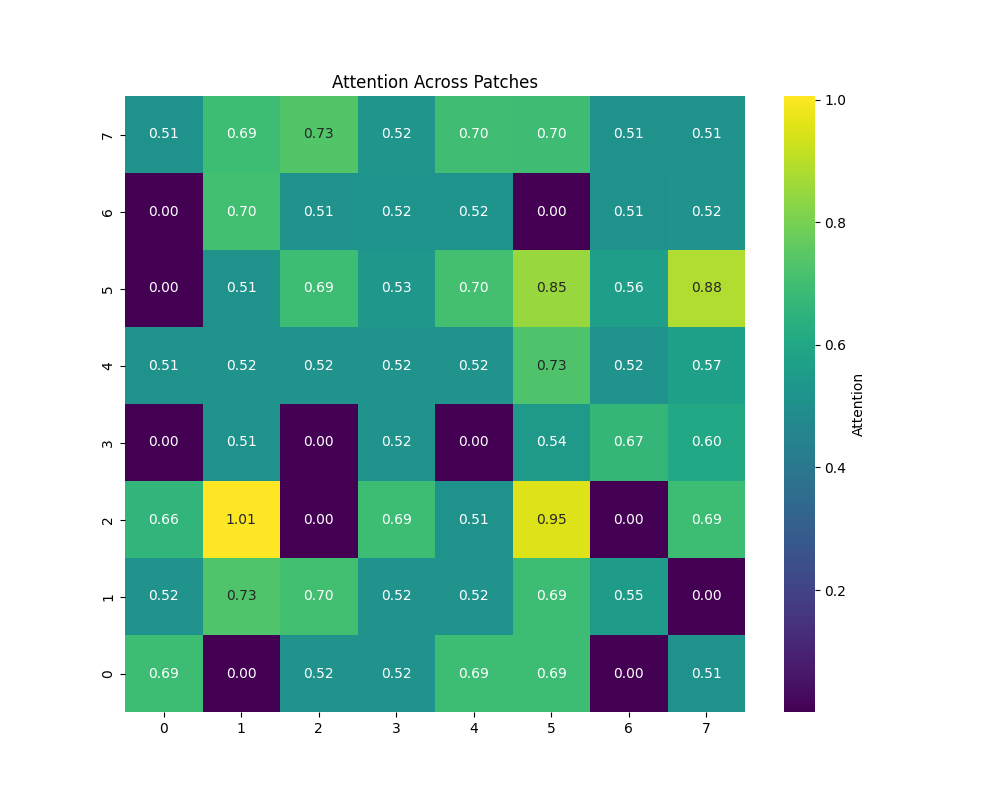 Attention Across Patches
7 0.51 0.69 0.73 0.52 0.70 0.70 0.51 0.51
6 0.00 0.70 0.51 0.52 0.52 0.00 0.51 0.52
5 0.00 0.51 0.69 0.53 0.70 0.85 0.56 0.88
4 0.51 0.52 0.52 0.52 0.52 0.73 0.52 0.57
3 0.00 0.51 0.00 0.52 0.00 0.54 0.67 0.60
2 0.66 1.01 0.00 0.69 0.51 0.95 0.00 0.69
1 0.52 0.73 0.70 0.52 0.52 0.69 0.55 0.00
0 0.69 0.00 0.52 0.52 0.69 0.69 0.00 0.51
0 1 2 3 4 5 6 7
1.0
0.8
0.6
0.4
0.2
Attention